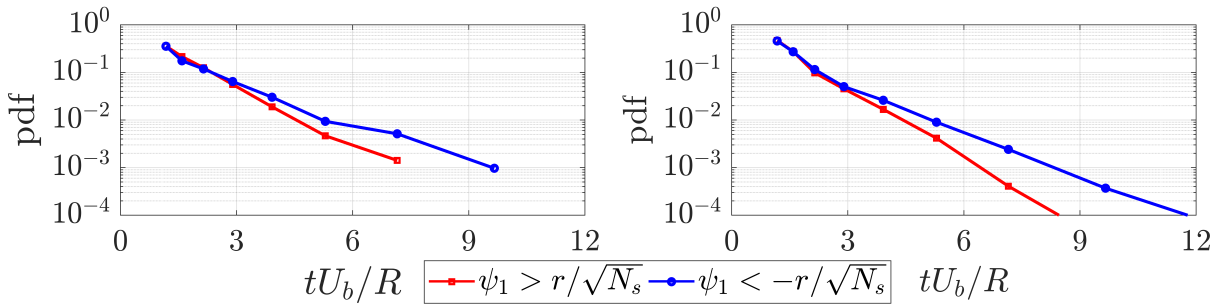 10^0
10^{-1}
10^{-2}
10^{-3}
10^{-4}
pdf
0 3 6 9 12
tU_b/R
10^0
10^{-1}
10^{-2}
10^{-3}
10^{-4}
pdf
0 3 6 9 12
tU_b/R
ψ_1 > r/√N_s ψ_1 < −r/√N_s